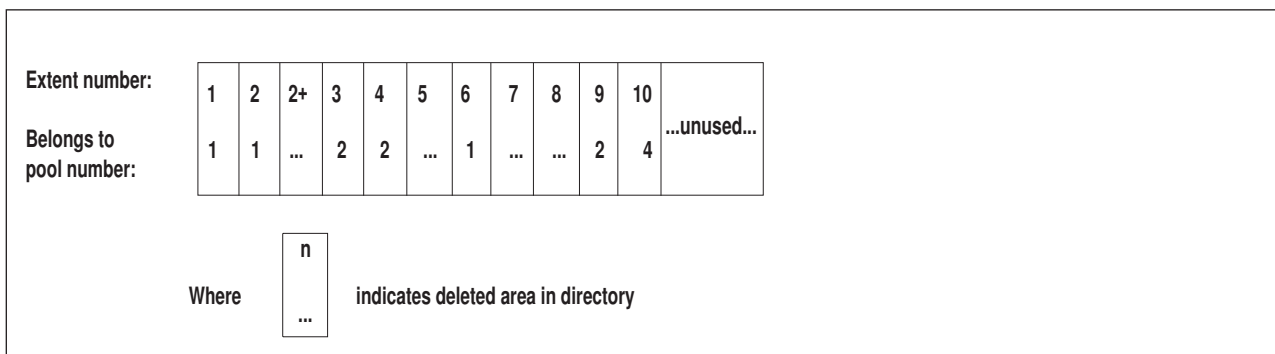 Extent number: 1 2 2+ 3 4 5 6 7 8 9 10
...unused...
Belongs to
pool number: 1 1 ... 2 2 ... 1 ... ... 2 4
n
Where ... indicates deleted area in directory